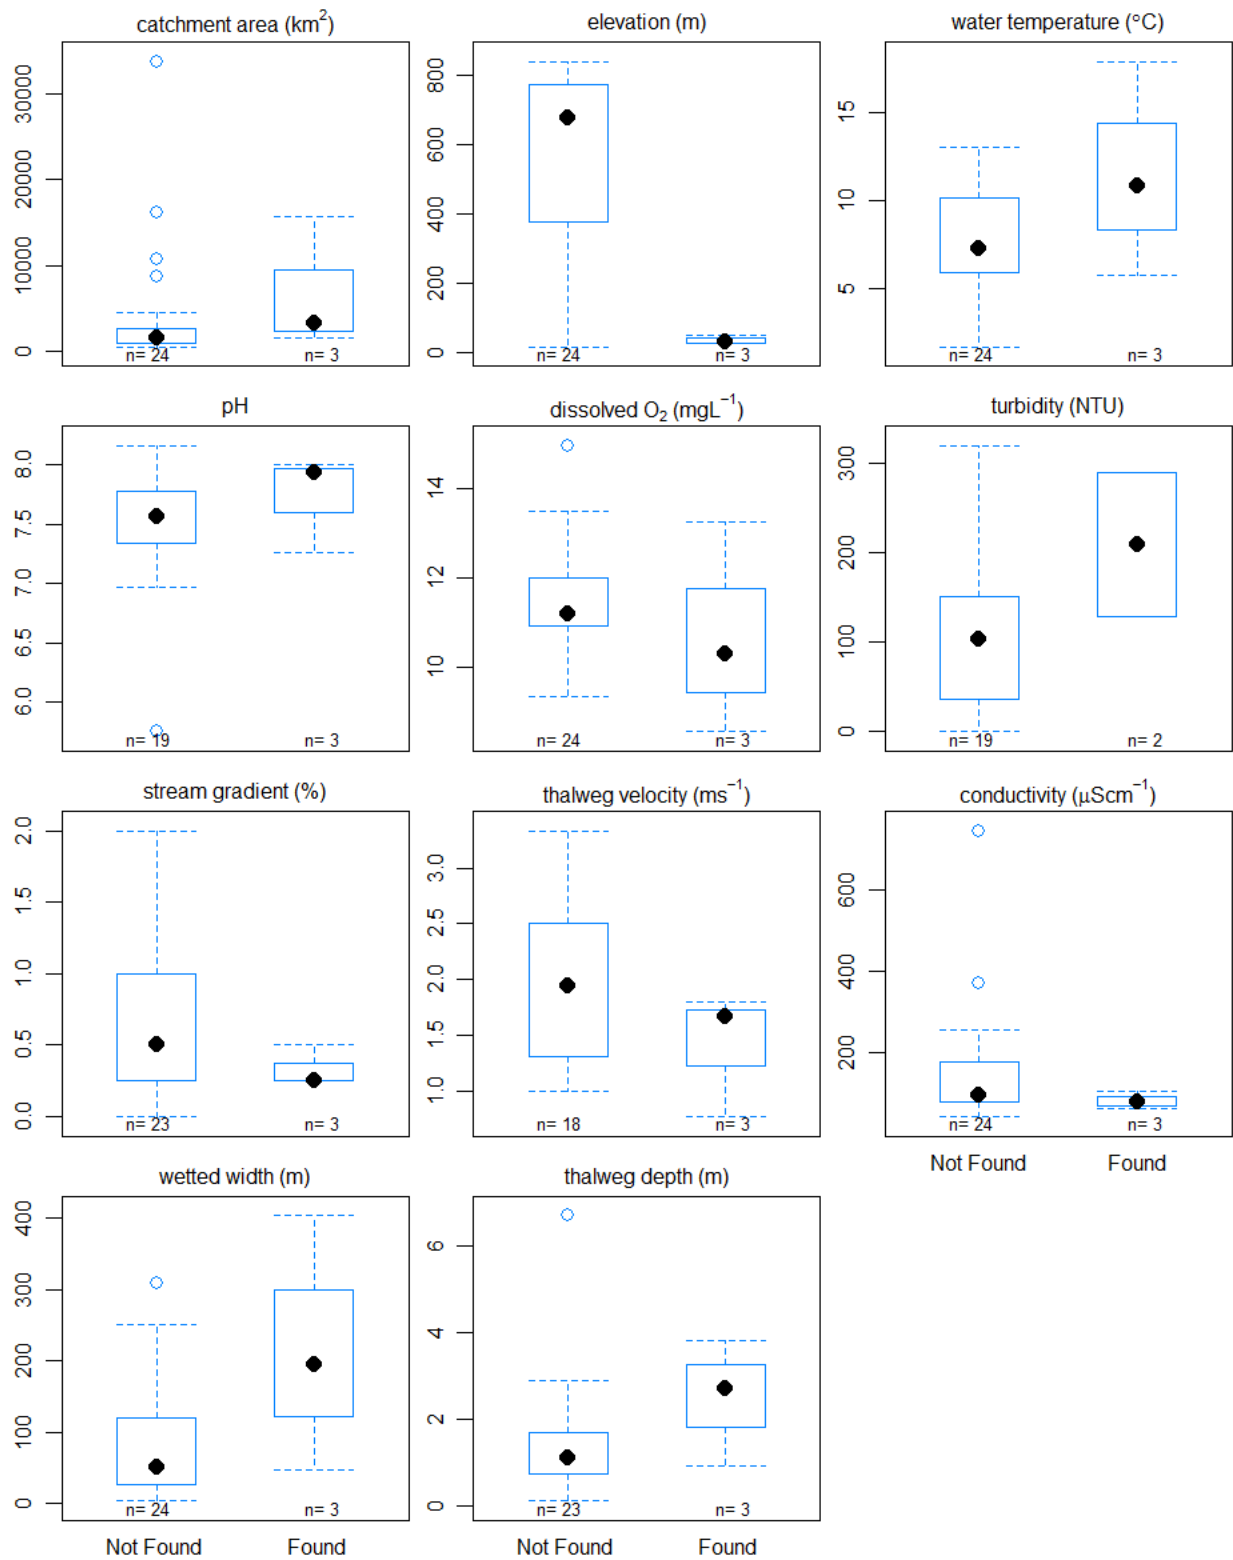 catchment area (km²) elevation (m) water temperature (°C)
30000
20000
10000
0
n= 24 n= 3
800
600
400
200
0
n= 24 n= 3
15
10
5
n= 24 n= 3
pH dissolved O₂ (mgL⁻¹) turbidity (NTU)
8.0
7.5
7.0
6.5
6.0
n= 19 n= 3
14
12
10
n= 24 n= 3
300
200
100
0
n= 19 n= 2
stream gradient (%) thalweg velocity (ms⁻¹) conductivity (μScm⁻¹)
2.0
1.5
1.0
0.5
0.0
n= 23 n= 3
3.0
2.5
2.0
1.5
1.0
n= 18 n= 3
600
400
200
n= 24 n= 3
Not Found Found
wetted width (m) thalweg depth (m)
400
300
200
100
0
n= 24 n= 3
6
4
2
0
n= 23 n= 3
Not Found Found Not Found Found